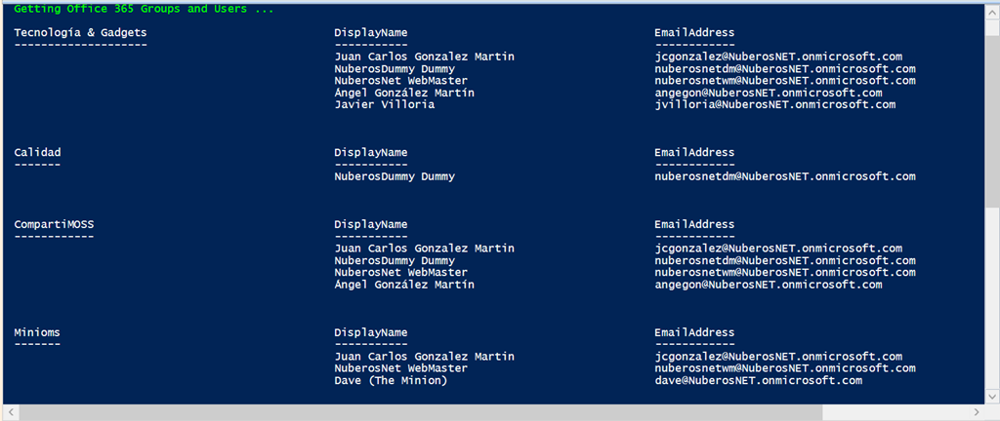 Getting Office 365 Groups and Users ...
Tecnología & Gadgets DisplayName EmailAddress
-------------------- ----------- ------------
Juan Carlos Gonzalez Martin jcgonzalez@NuberosNET.onmicrosoft.com
NuberosDummy Dummy nuberosnetdm@NuberosNET.onmicrosoft.com
NuberosNet WebMaster nuberosnetwm@NuberosNET.onmicrosoft.com
Ángel González Martín angegon@NuberosNET.onmicrosoft.com
Javier Villoria jvilloria@NuberosNET.onmicrosoft.com
Calidad DisplayName EmailAddress
------- ----------- ------------
NuberosDummy Dummy nuberosnetdm@NuberosNET.onmicrosoft.com
CompartiMOSS DisplayName EmailAddress
------------ ----------- ------------
Juan Carlos Gonzalez Martin jcgonzalez@NuberosNET.onmicrosoft.com
NuberosDummy Dummy nuberosnetdm@NuberosNET.onmicrosoft.com
NuberosNet WebMaster nuberosnetwm@NuberosNET.onmicrosoft.com
Ángel González Martín angegon@NuberosNET.onmicrosoft.com
Minioms DisplayName EmailAddress
------- ----------- ------------
Juan Carlos Gonzalez Martin jcgonzalez@NuberosNET.onmicrosoft.com
NuberosNet WebMaster nuberosnetwm@NuberosNET.onmicrosoft.com
Dave (The Minion) dave@NuberosNET.onmicrosoft.com